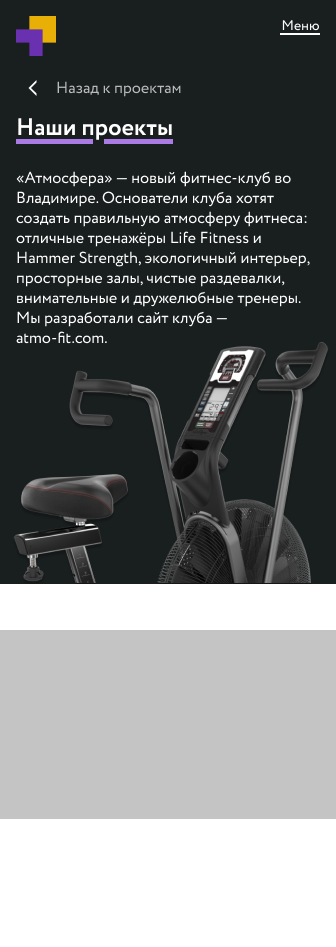 Меню
Назад к проектам
Наши проекты
«Атмосфера» — новый фитнес-клуб во
Владимире. Основатели клуба хотят
создать правильную атмосферу фитнеса:
отличные тренажёры Life Fitness и
Hammer Strength, экологичный интерьер,
просторные залы, чистые раздевалки,
внимательные и дружелюбные тренеры.
Мы разработали сайт клуба —
atmo-fit.com.